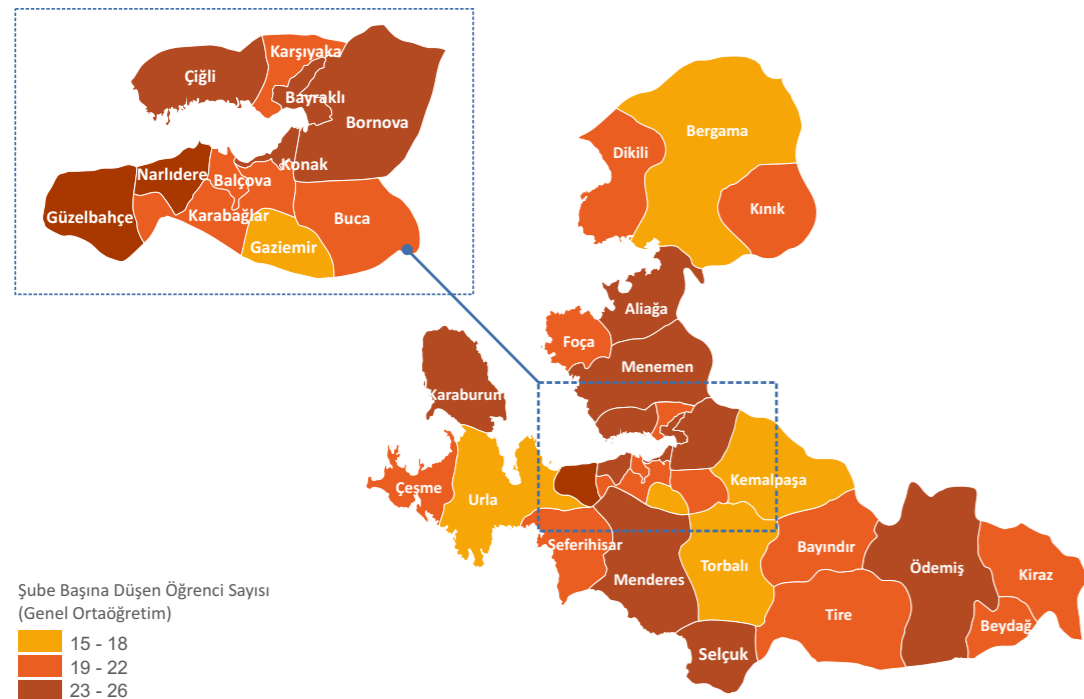 Karşıyaka
Çiğli
Bayraklı
Bornova
Konak
Narlıdere
Balçova
Güzelbahçe
Karabağlar
Buca
Gaziemir
Bergama
Dikili
Kınık
Aliağa
Foça
Menemen
Karaburun
Kemalpaşa
Çeşme
Urla
Seferihisar
Bayındır
Torbalı
Ödemiş
Menderes
Kiraz
Tire
Beydağ
Selçuk
Şube Başına Düşen Öğrenci Sayısı
(Genel Ortaöğretim)
15 - 18
19 - 22
23 - 26